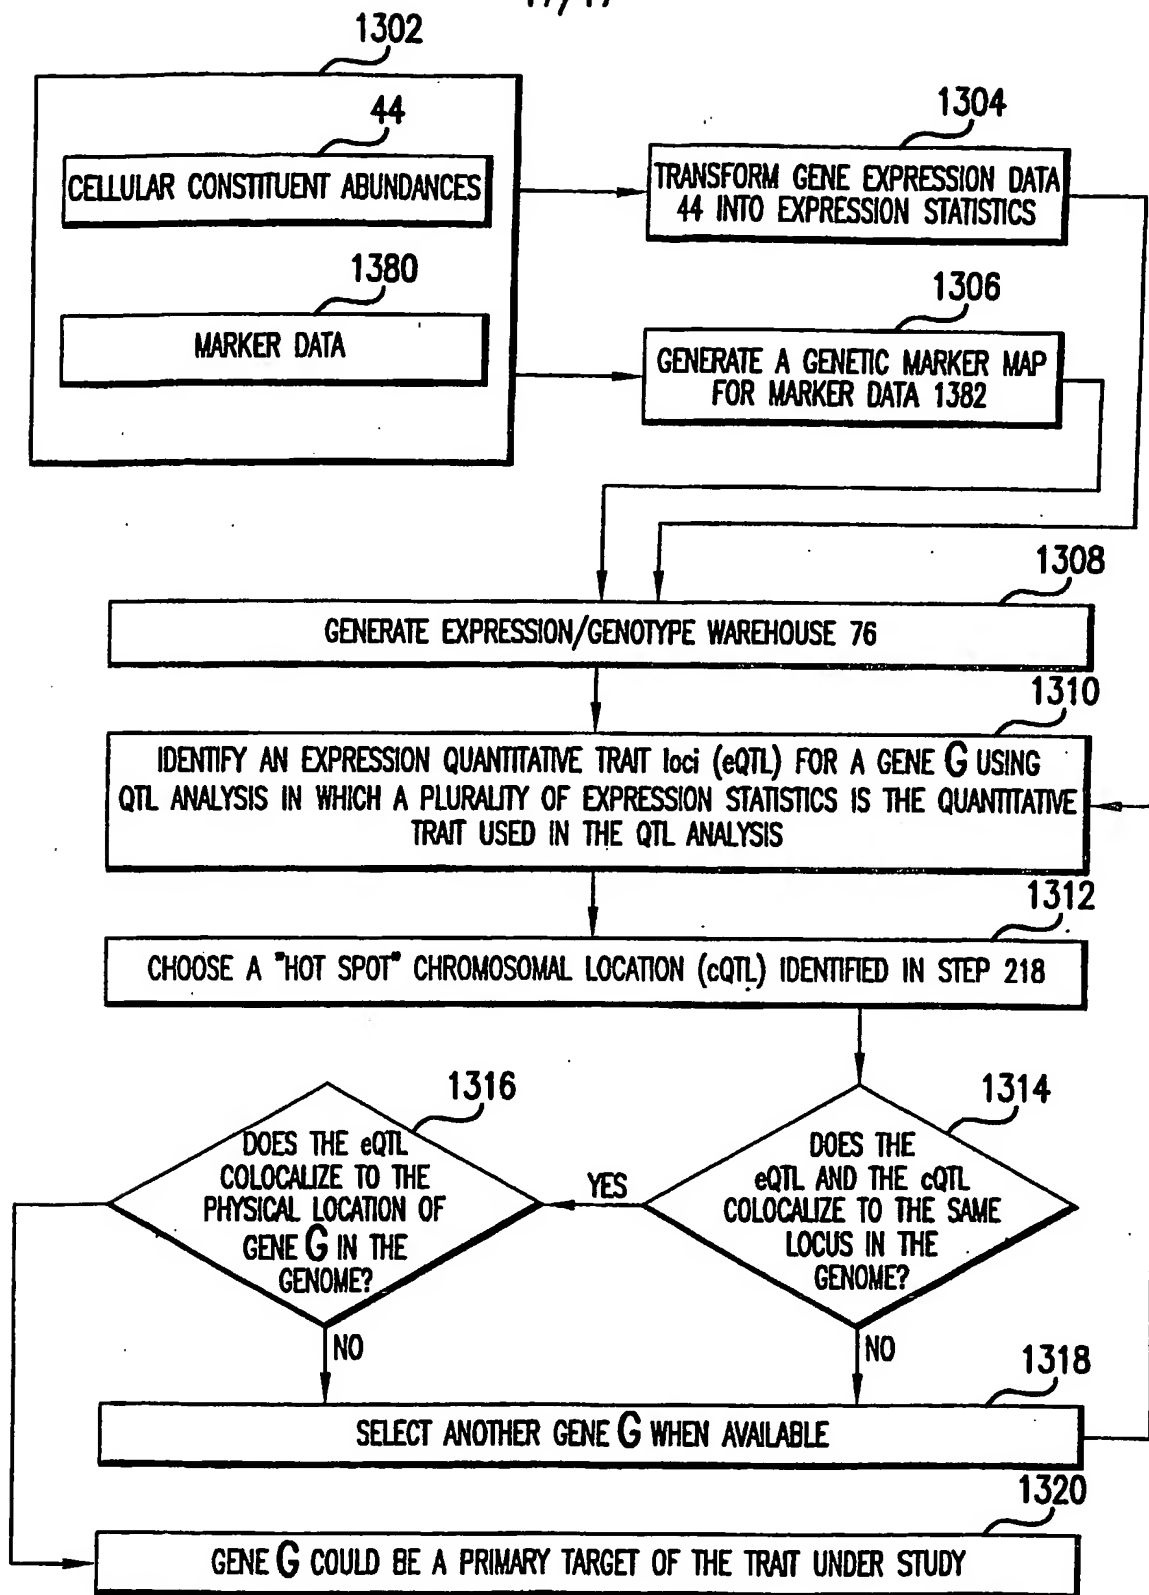 1302
44
CELLULAR CONSTITUENT ABUNDANCES
1380
MARKER DATA
1304
TRANSFORM GENE EXPRESSION DATA
44 INTO EXPRESSION STATISTICS
1306
GENERATE A GENETIC MARKER MAP
FOR MARKER DATA 1382
1308
GENERATE EXPRESSION/GENOTYPE WAREHOUSE 76
1310
IDENTIFY AN EXPRESSION QUANTITATIVE TRAIT loci (eQTL) FOR A GENE G USING
QTL ANALYSIS IN WHICH A PLURALITY OF EXPRESSION STATISTICS IS THE QUANTITATIVE
TRAIT USED IN THE QTL ANALYSIS
1312
CHOOSE A "HOT SPOT" CHROMOSOMAL LOCATION (cQTL) IDENTIFIED IN STEP 218
1316
DOES THE eQTL
COLOCALIZE TO THE
PHYSICAL LOCATION OF
GENE G IN THE
GENOME?
YES
1314
DOES THE
eQTL AND THE cQTL
COLOCALIZE TO THE SAME
LOCUS IN THE
GENOME?
NO
NO
1318
SELECT ANOTHER GENE G WHEN AVAILABLE
1320
GENE G COULD BE A PRIMARY TARGET OF THE TRAIT UNDER STUDY